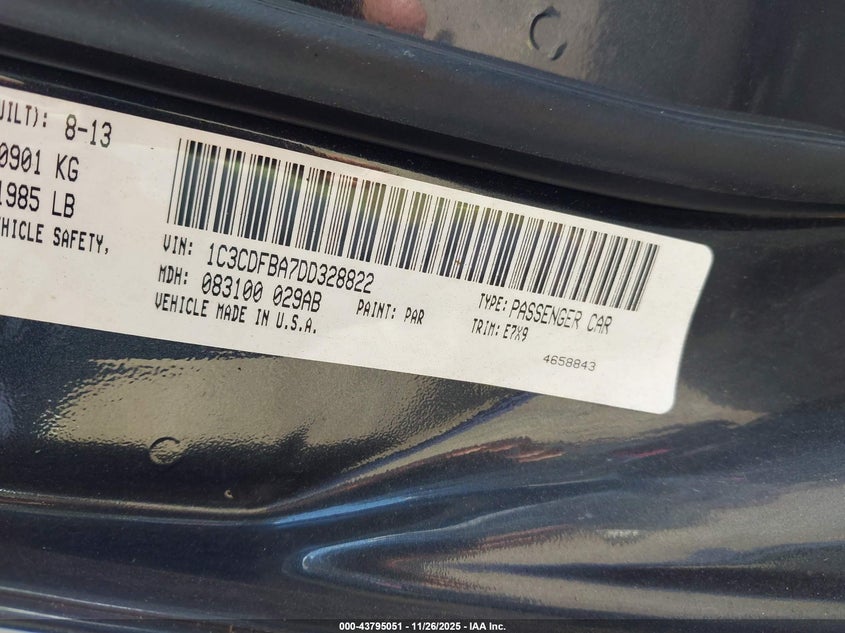 UILT): 8-13
0901 KG
1985 LB
EHICLE SAFETY,
VIN: 1C3CDFBA7DD328822
MDH: 083100 029AB
VEHICLE MADE IN U.S.A.
PAINT: PAR
TYPE: PASSENGER CAR
TRIM: E7X9
4658843
000-43795051 - 11/26/2025 - IAA Inc.